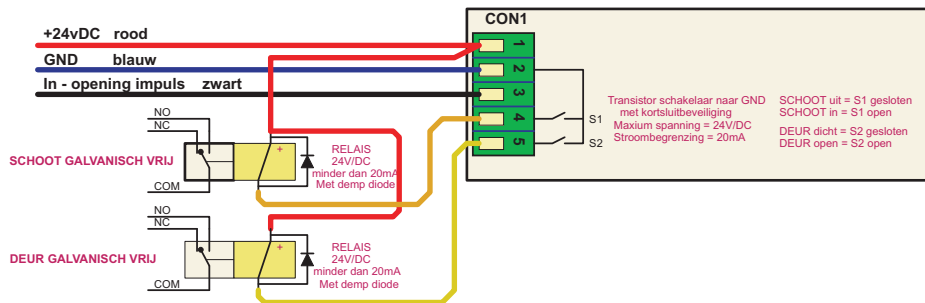 CON1
+24vDC rood
GND blauw
In - opening impuls zwart
1
2
3
4
5
S1
S2
Transistor schakelaar naar GND
met kortsluitbeveiliging
Maxium spanning = 24V/DC
Stroombegrenzing = 20mA
SCHOOT uit = S1 gesloten
SCHOOT in = S1 open
DEUR dicht = S2 gesloten
DEUR open = S2 open
NO
NC
SCHOOT GALVANISCH VRIJ
COM
+
RELAIS
24V/DC
minder dan 20mA
Met demp diode
NO
NC
DEUR GALVANISCH VRIJ
COM
+
RELAIS
24V/DC
minder dan 20mA
Met demp diode